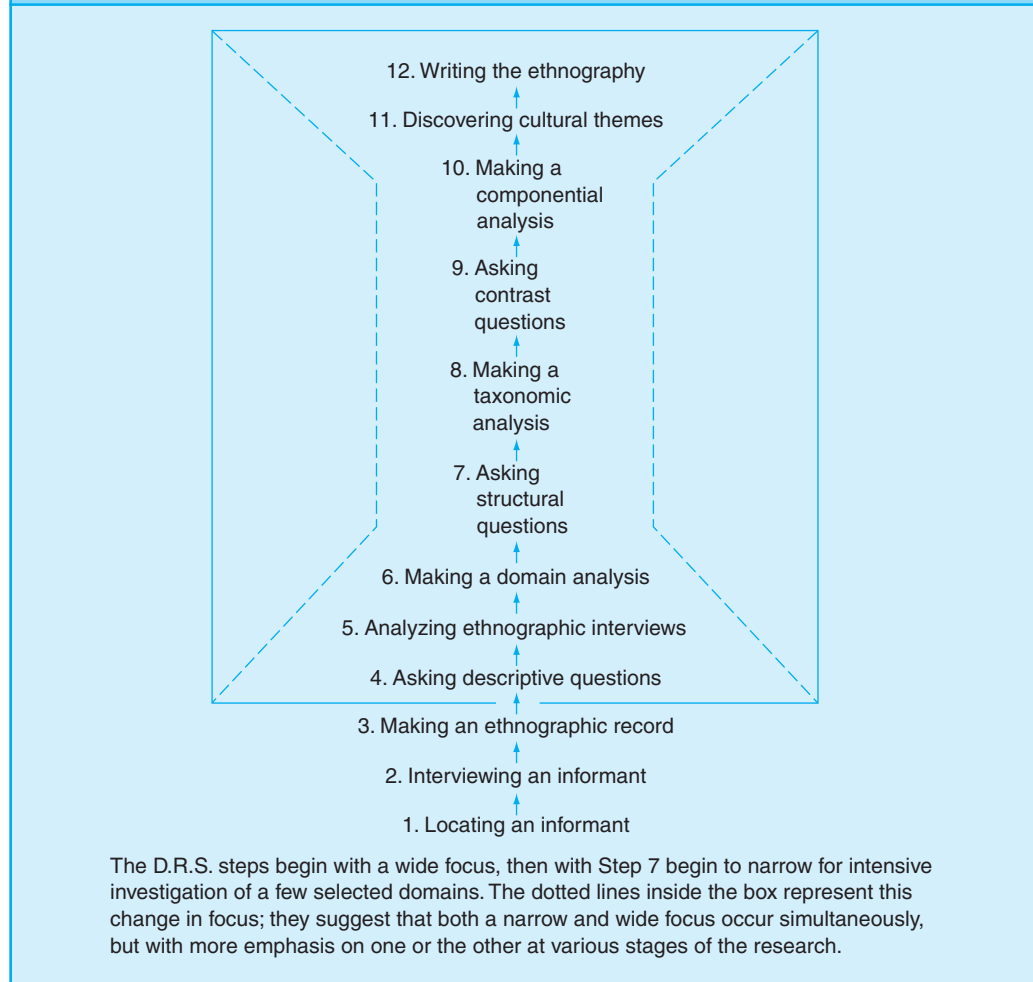 12. Writing the ethnography
11. Discovering cultural themes
10. Making a
componential
analysis
9. Asking
contrast
questions
8. Making a
taxonomic
analysis
7. Asking
structural
questions
6. Making a domain analysis
5. Analyzing ethnographic interviews
4. Asking descriptive questions
3. Making an ethnographic record
2. Interviewing an informant
1. Locating an informant
The D.R.S. steps begin with a wide focus, then with Step 7 begin to narrow for intensive
investigation of a few selected domains. The dotted lines inside the box represent this
change in focus; they suggest that both a narrow and wide focus occur simultaneously,
but with more emphasis on one or the other at various stages of the research.